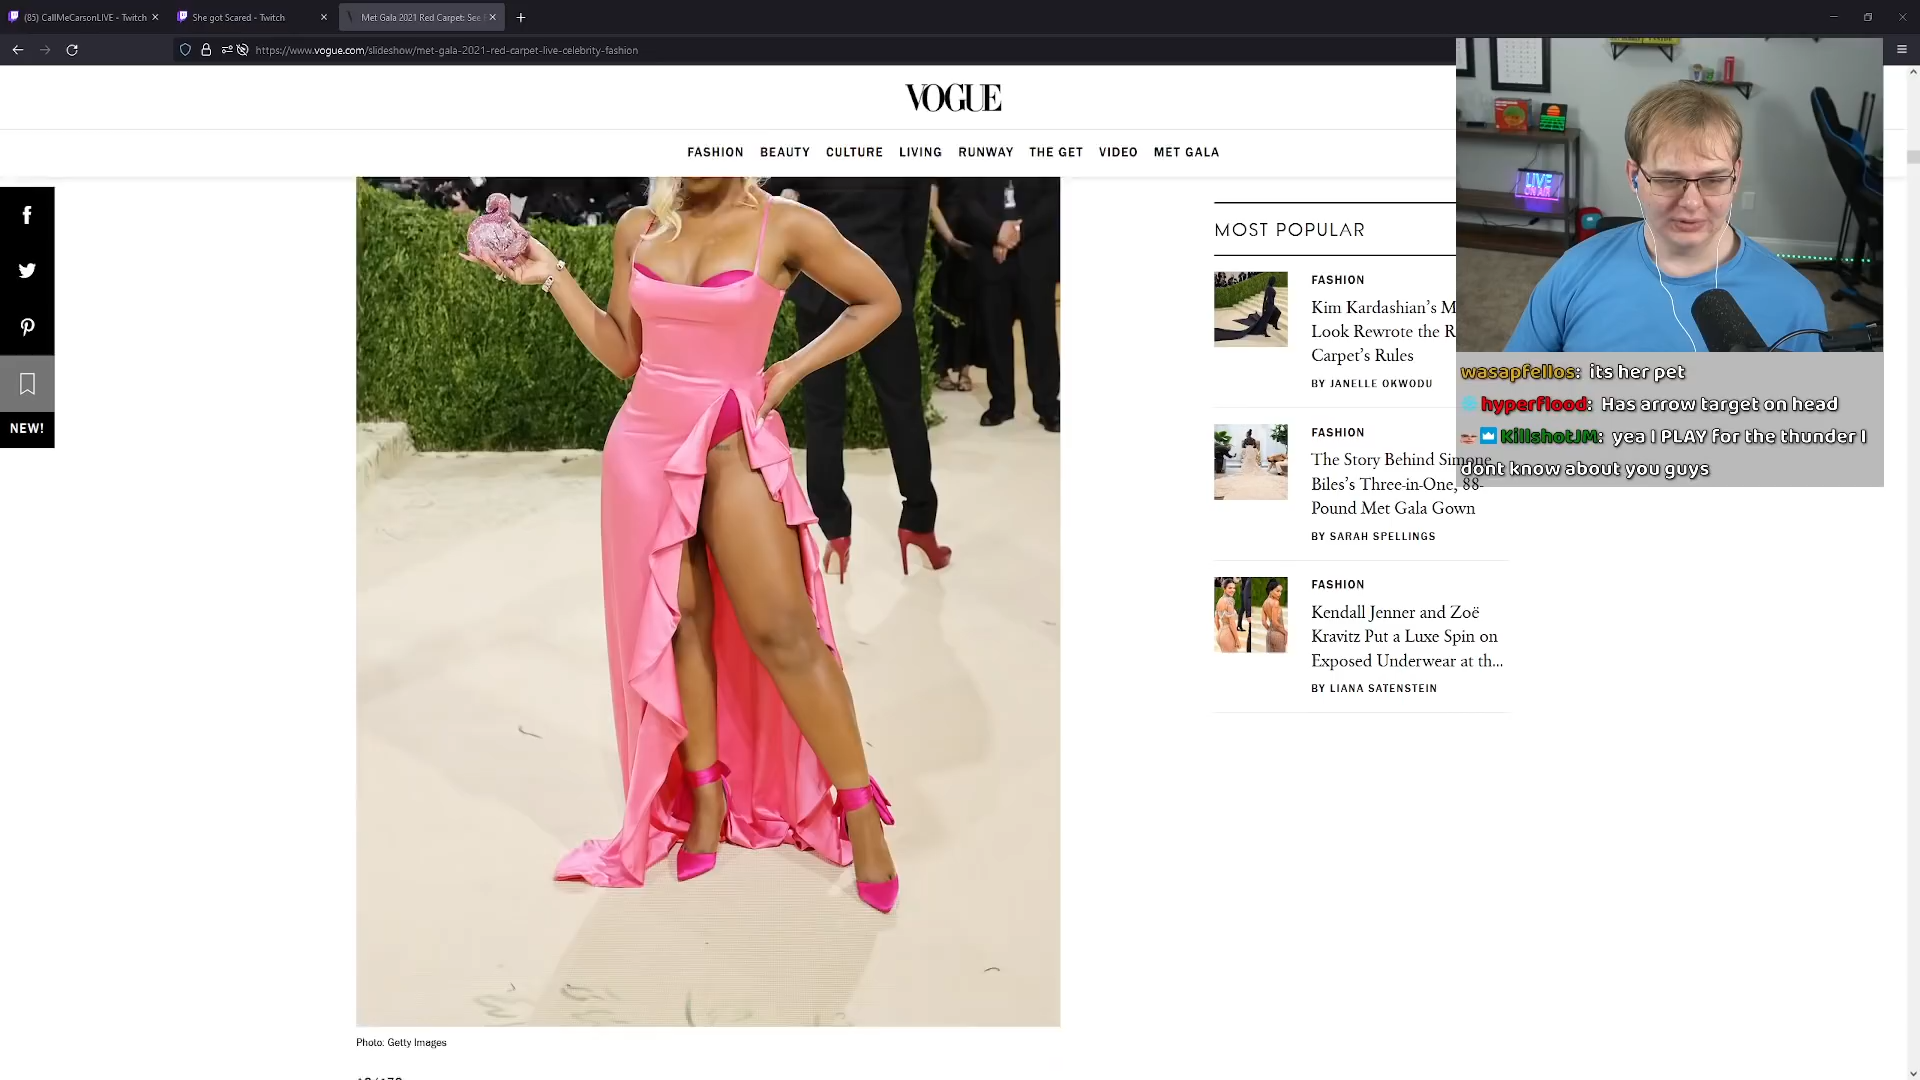 (85) CallMeCarsonLIVE - Twitch
She got Scared - Twitch
Met Gala 2021 Red Carpet: See
https://www.vogue.com/slideshow/met-gala-2021-red-carpet-live-celebrity-fashion
VOGUE
FASHION BEAUTY CULTURE LIVING RUNWAY THE GET VIDEO MET GALA
NEW!
MOST POPULAR
FASHION
Kim Kardashian's M
Look Rewrote the R
Carpet's Rules
BY JANELLE OKWODU
FASHION
The Story Behind Simone
Biles's Three-in-One, 88-
Pound Met Gala Gown
BY SARAH SPELLINGS
FASHION
Kendall Jenner and Zoë
Kravitz Put a Luxe Spin on
Exposed Underwear at th...
BY LIANA SATENSTEIN
LIVE
ON AIR
wasapfellos: its her pet
hyperflood: Has arrow target on head
KillshotJM: yea I PLAY for the thunder I
dont know about you guys
Photo: Getty Images